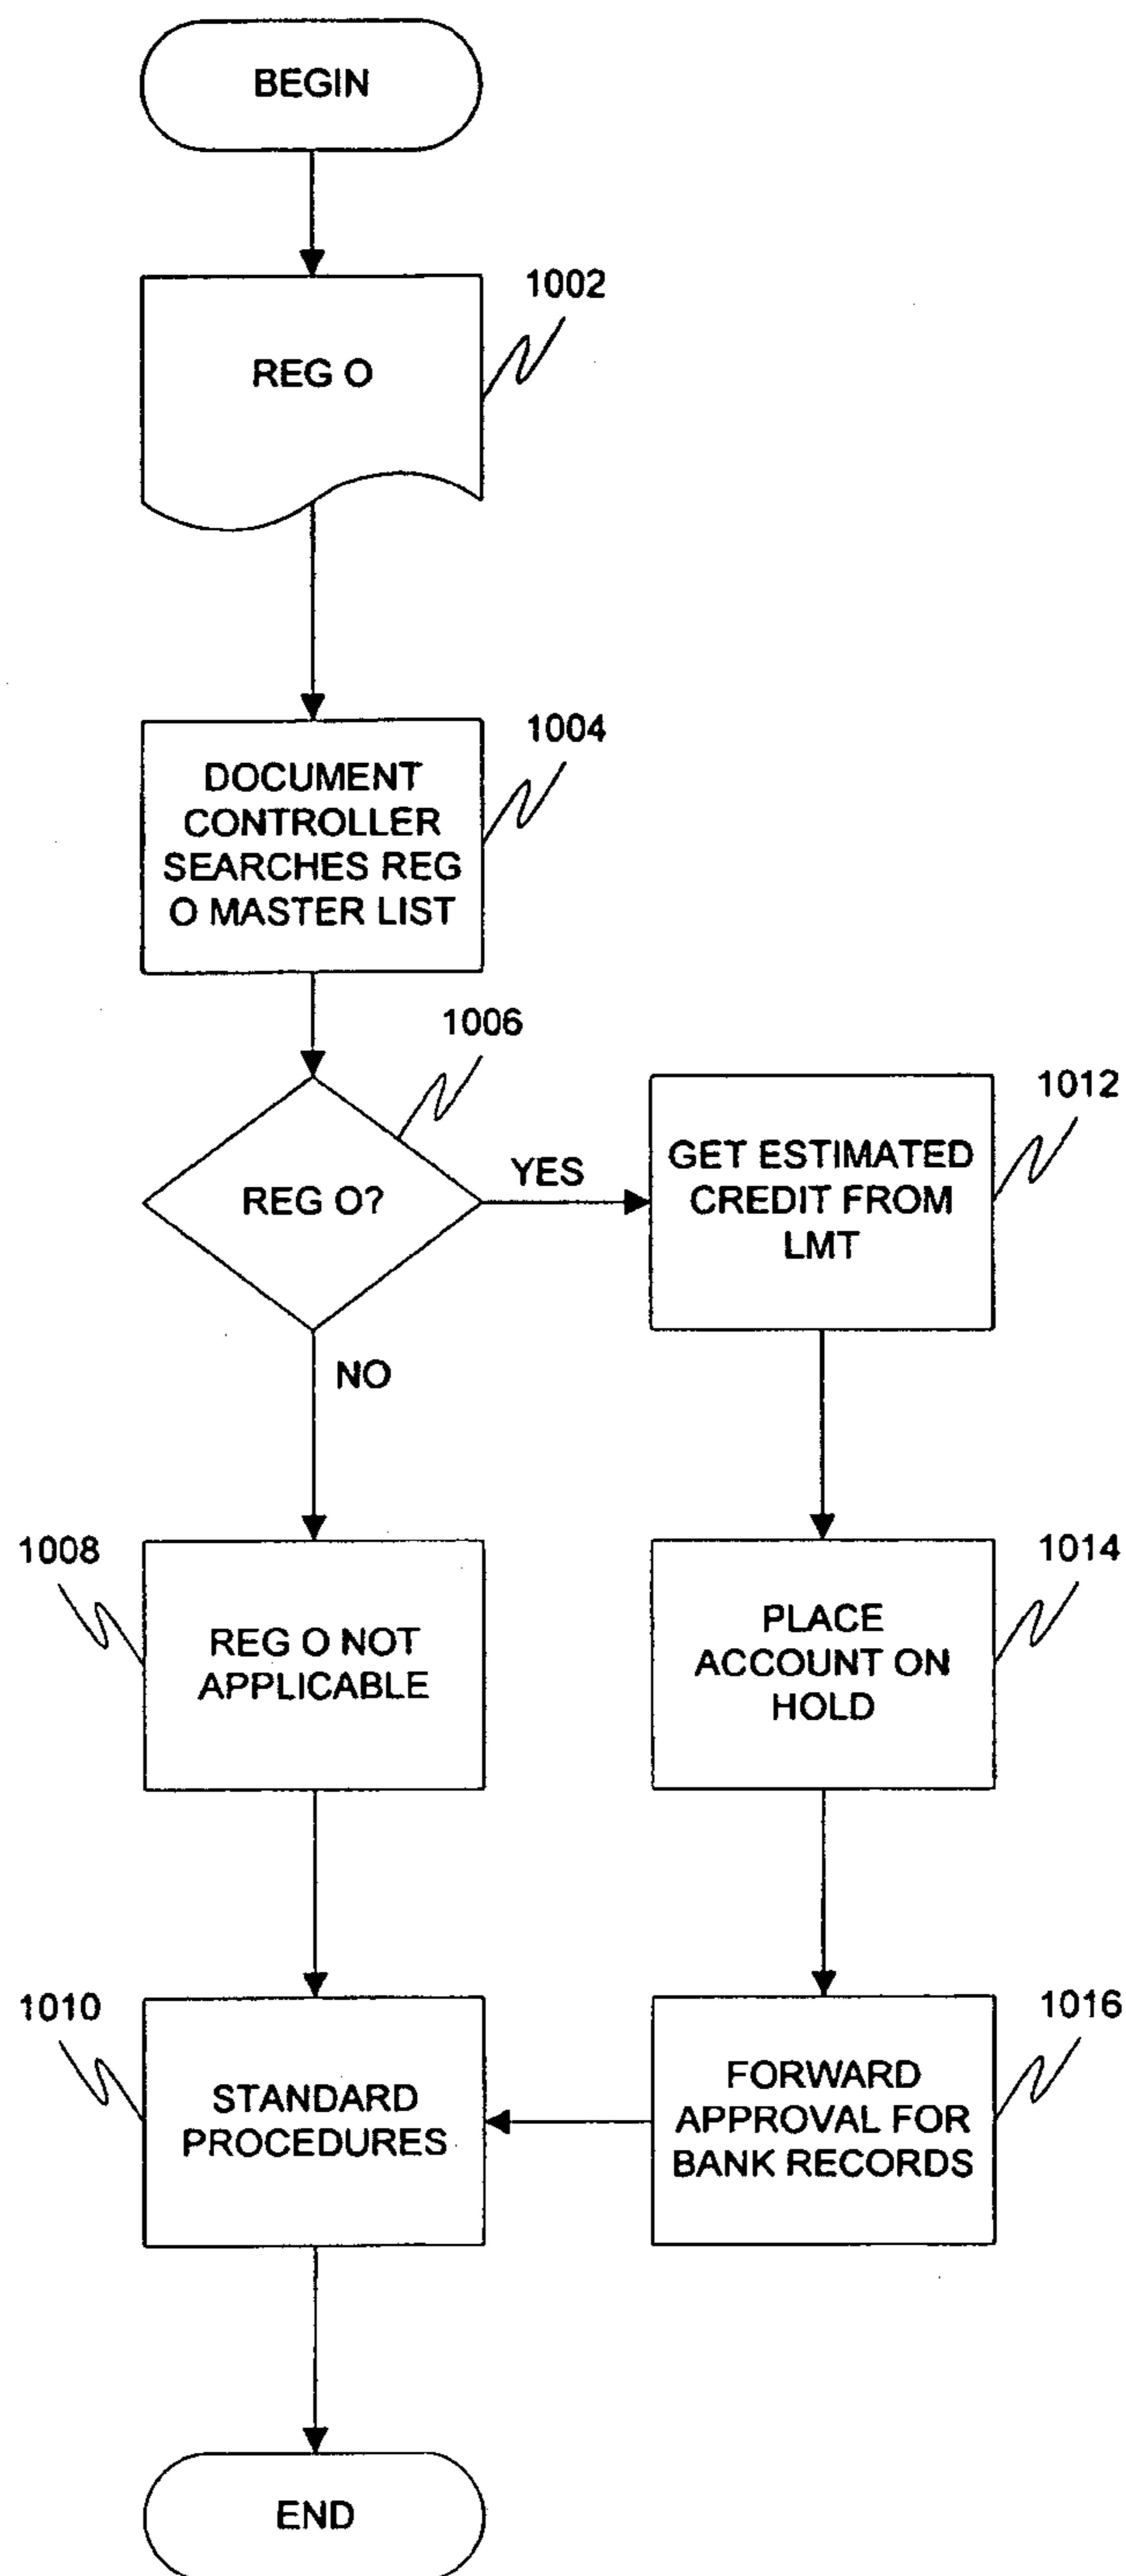 BEGIN
1002
REG O
1004
DOCUMENT
CONTROLLER
SEARCHES REG
O MASTER LIST
1006
REG O?
YES
1012
GET ESTIMATED
CREDIT FROM
LMT
NO
1008
REG O NOT
APPLICABLE
1014
PLACE
ACCOUNT ON
HOLD
1010
STANDARD
PROCEDURES
1016
FORWARD
APPROVAL FOR
BANK RECORDS
END